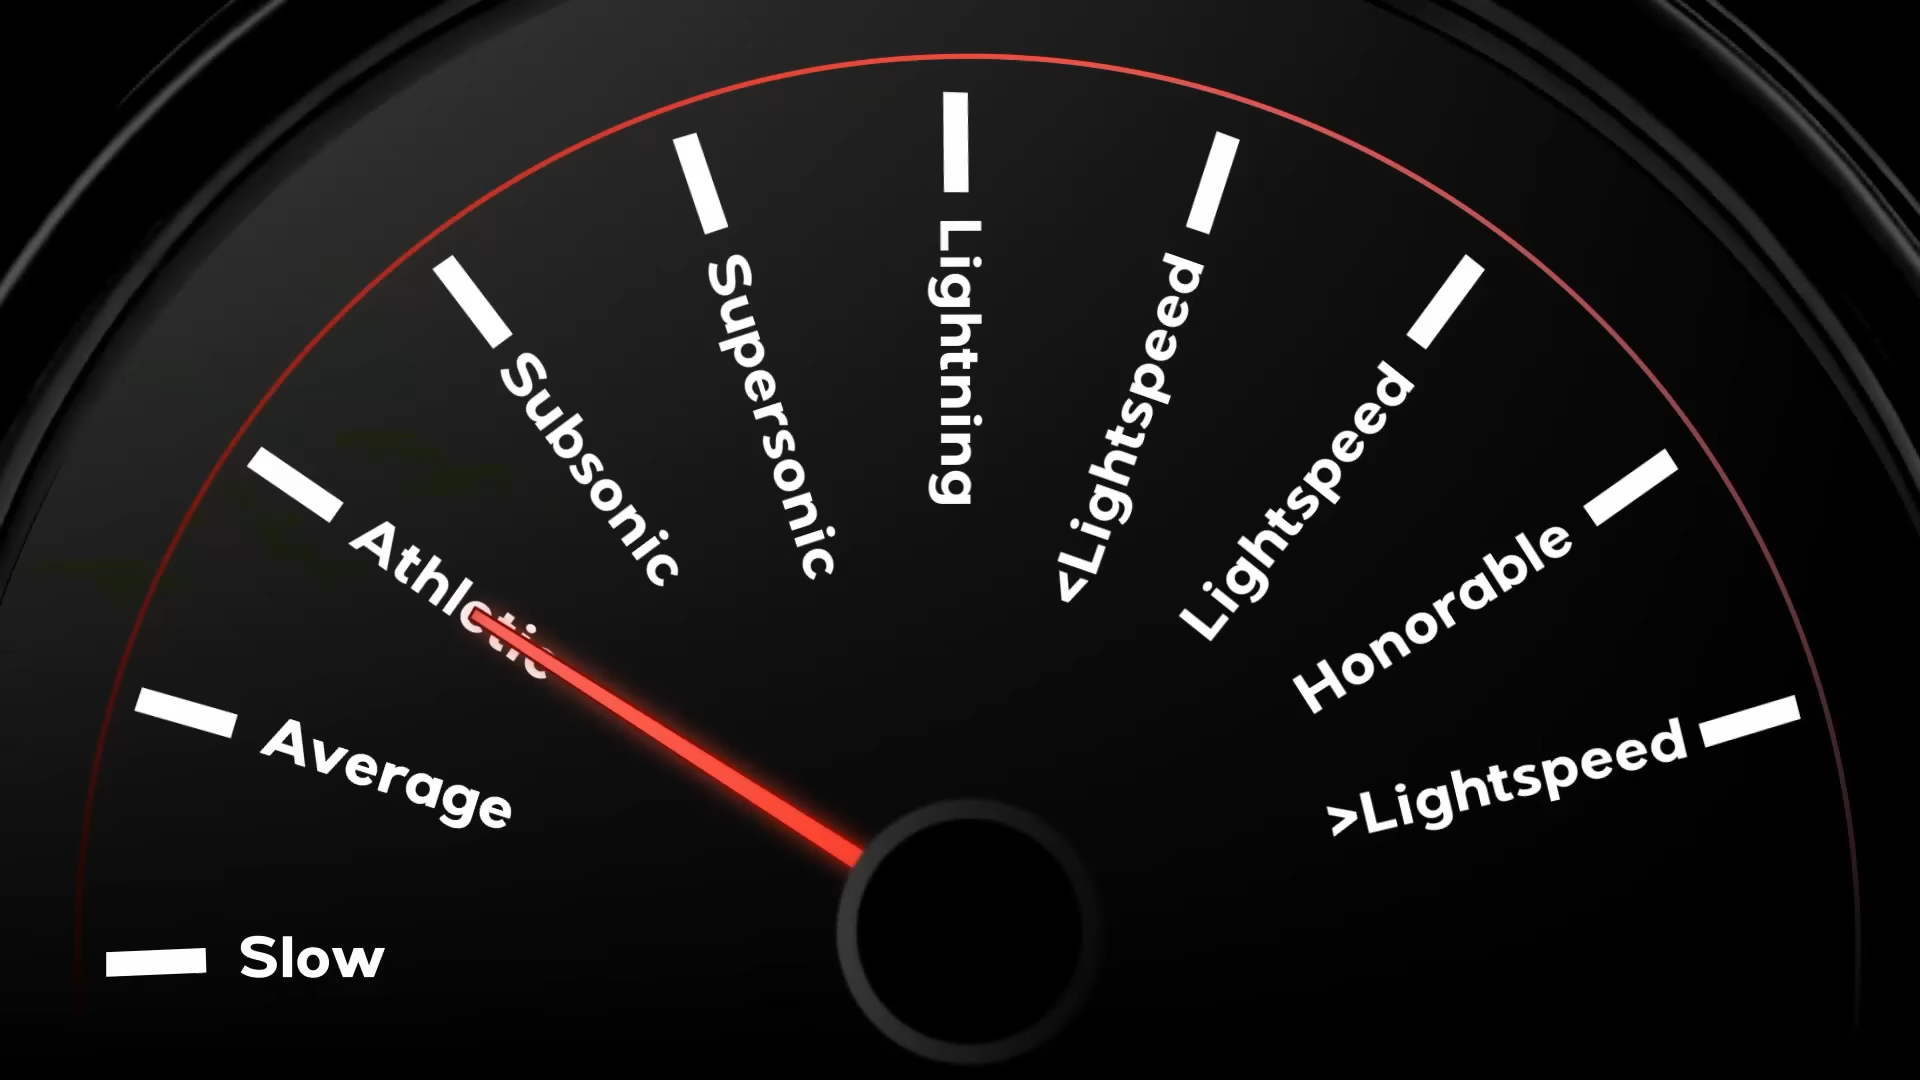 Slow
Average
Athletic
Subsonic
Supersonic
Lightning
<Lightspeed
Lightspeed
Honorable
>Lightspeed